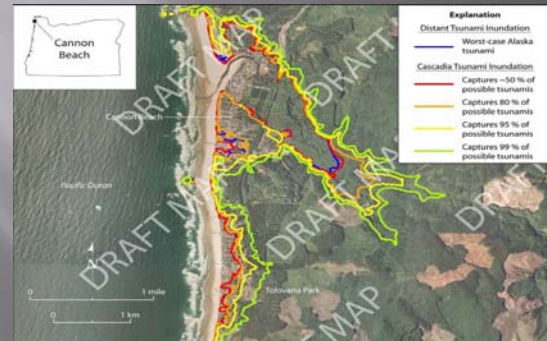 Cannon
Beach
Explanation
Distant Tsunami Inundation
Worst-case Alaska
tsunami
Cascadia Tsunami Inundation
Captures ~50 % of
possible tsunamis
Captures 80 % of
possible tsunamis
Captures 95 % of
possible tsunamis
Captures 99 % of
possible tsunamis
DRAFT MAP
DRAFT MAP
Cannon Beach
DRAFT MAP
DRAFT MAP
Pacific Ocean
N
Tolovana Park
0 1 mile
0 1 km
DRAFT MAP
DRAFT MAP